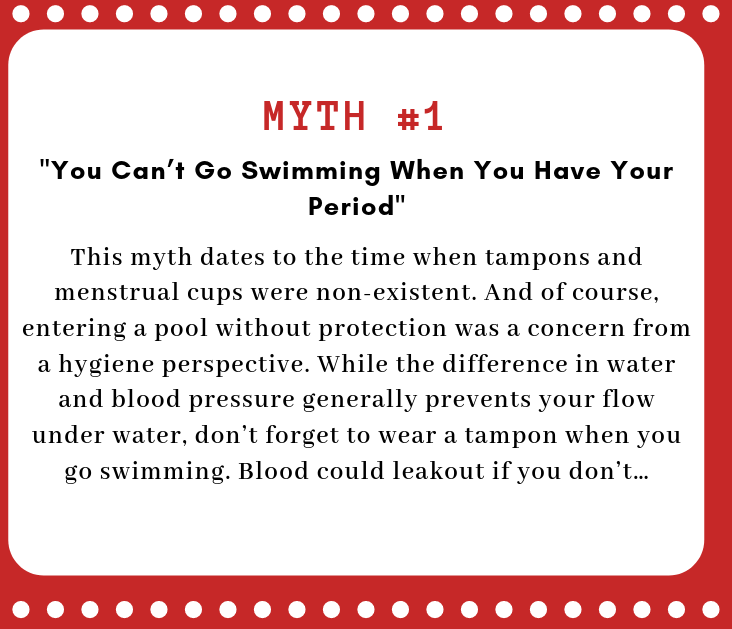 MYTH #1
"You Can’t Go Swimming When You Have Your
Period"
This myth dates to the time when tampons and
menstrual cups were non-existent. And of course,
entering a pool without protection was a concern from
a hygiene perspective. While the difference in water
and blood pressure generally prevents your flow
under water, don’t forget to wear a tampon when you
go swimming. Blood could leakout if you don’t...